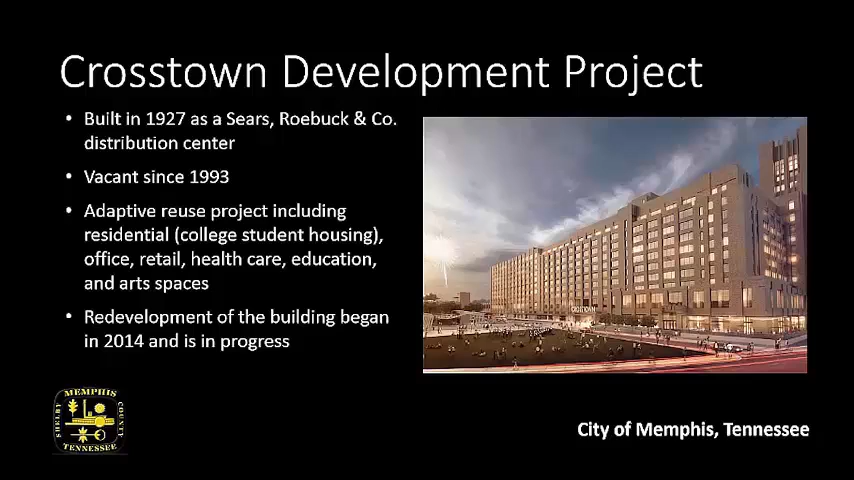 Crosstown Development Project
• Built in 1927 as a Sears, Roebuck & Co.
distribution center
• Vacant since 1993
• Adaptive reuse project including
residential (college student housing),
office, retail, health care, education,
and arts spaces
• Redevelopment of the building began
in 2014 and is in progress
MEMPHIS
SHELBY
COUNTY
TENNESSEE
City of Memphis, Tennessee